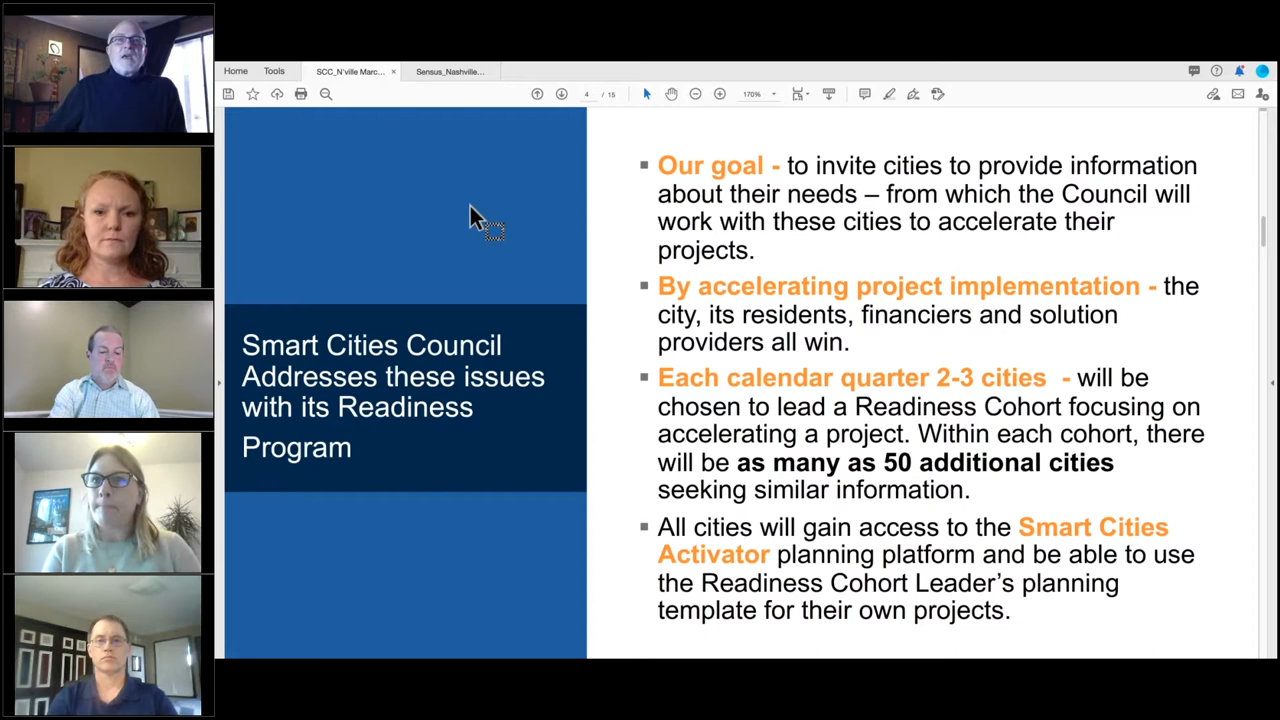 Home Tools SCC_N'ville Marc... × Sensus_Nashville...
4 / 15 170%
Smart Cities Council
Addresses these issues
with its Readiness
Program
Our goal - to invite cities to provide information
about their needs – from which the Council will
work with these cities to accelerate their
projects.
By accelerating project implementation - the
city, its residents, financiers and solution
providers all win.
Each calendar quarter 2-3 cities - will be
chosen to lead a Readiness Cohort focusing on
accelerating a project. Within each cohort, there
will be as many as 50 additional cities
seeking similar information.
All cities will gain access to the Smart Cities
Activator planning platform and be able to use
the Readiness Cohort Leader’s planning
template for their own projects.